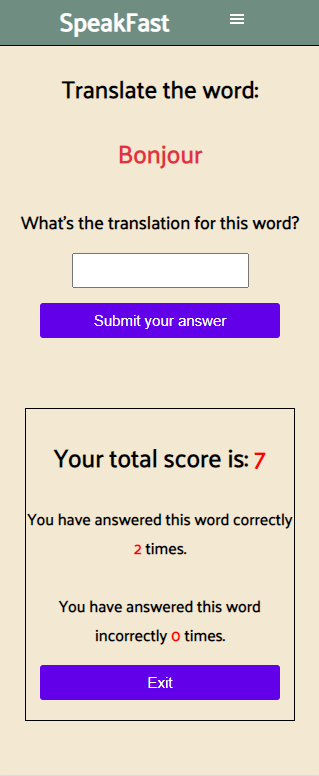 SpeakFast
Translate the word:
Bonjour
What's the translation for this word?
Submit your answer
Your total score is: 7
You have answered this word correctly
2 times.
You have answered this word
incorrectly 0 times.
Exit